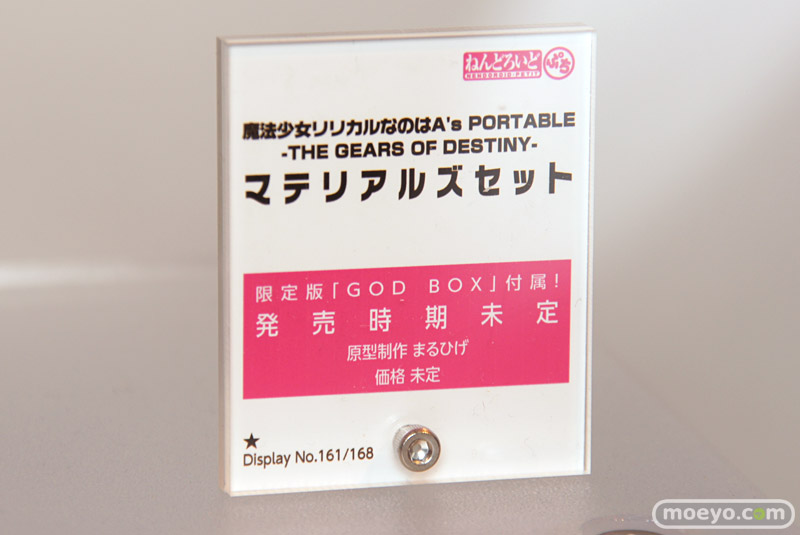 ねんどろいど ぷち
NENDOROID PETIT
魔法少女リリカルなのはA's PORTABLE
-THE GEARS OF DESTINY-
マテリアルズセット
限定版「GOD BOX」付属!
発売時期未定
原型制作 まるひげ
価格 未定
★
Display No.161/168
moeyo.com